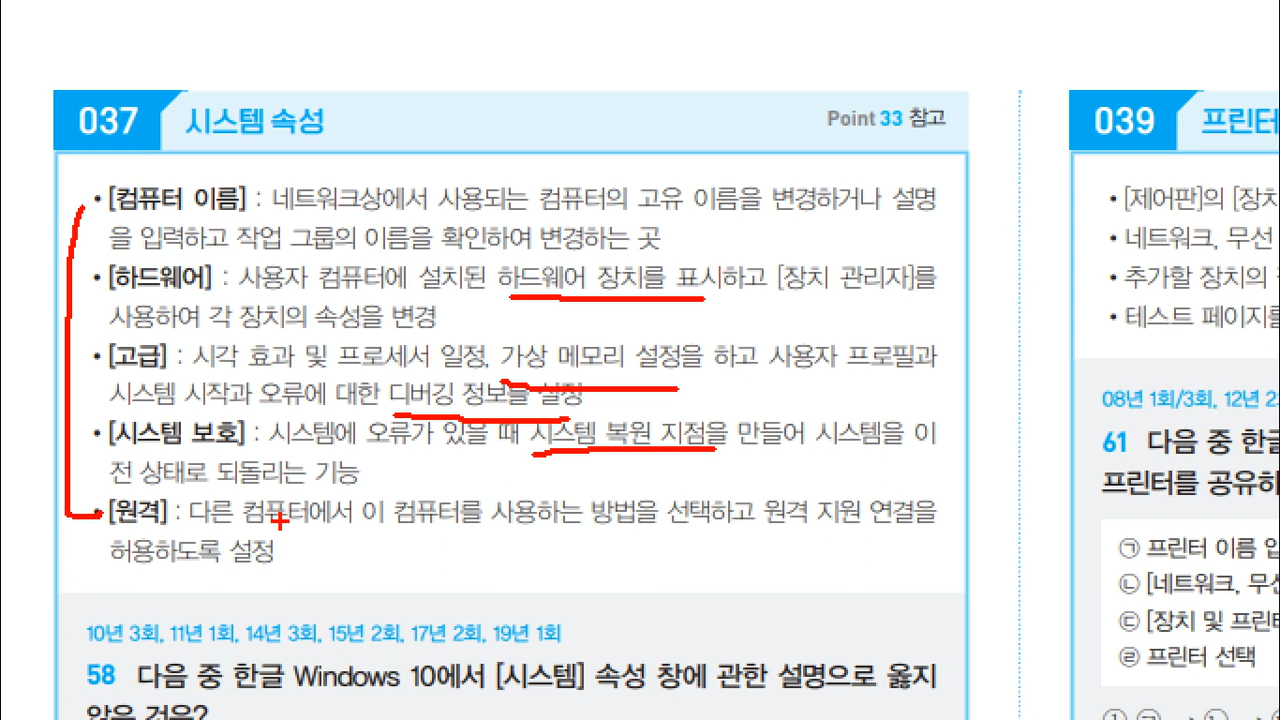 037 시스템 속성 Point 33 참고
• [컴퓨터 이름] : 네트워크상에서 사용되는 컴퓨터의 고유 이름을 변경하거나 설명
을 입력하고 작업 그룹의 이름을 확인하여 변경하는 곳
• [하드웨어] : 사용자 컴퓨터에 설치된 하드웨어 장치를 표시하고 [장치 관리자]를
사용하여 각 장치의 속성을 변경
• [고급] : 시각 효과 및 프로세서 일정, 가상 메모리 설정을 하고 사용자 프로필과
시스템 시작과 오류에 대한 디버깅 정보를 설정
• [시스템 보호] : 시스템에 오류가 있을 때 시스템 복원 지점을 만들어 시스템을 이
전 상태로 되돌리는 기능
• [원격] : 다른 컴퓨터에서 이 컴퓨터를 사용하는 방법을 선택하고 원격 지원 연결을
허용하도록 설정
10년 3회, 11년 1회, 14년 3회, 15년 2회, 17년 2회, 19년 1회
58 다음 중 한글 Windows 10에서 [시스템] 속성 창에 관한 설명으로 옳지
않은 것은?
039 프린터
• [제어판]의 [장치
• 네트워크, 무선
• 추가할 장치의
• 테스트 페이지를
08년 1회/3회, 12년 2
61 다음 중 한글
프린터를 공유하
㉠ 프린터 이름 입
㉡ [네트워크, 무선
㉢ [장치 및 프린터
㉣ 프린터 선택